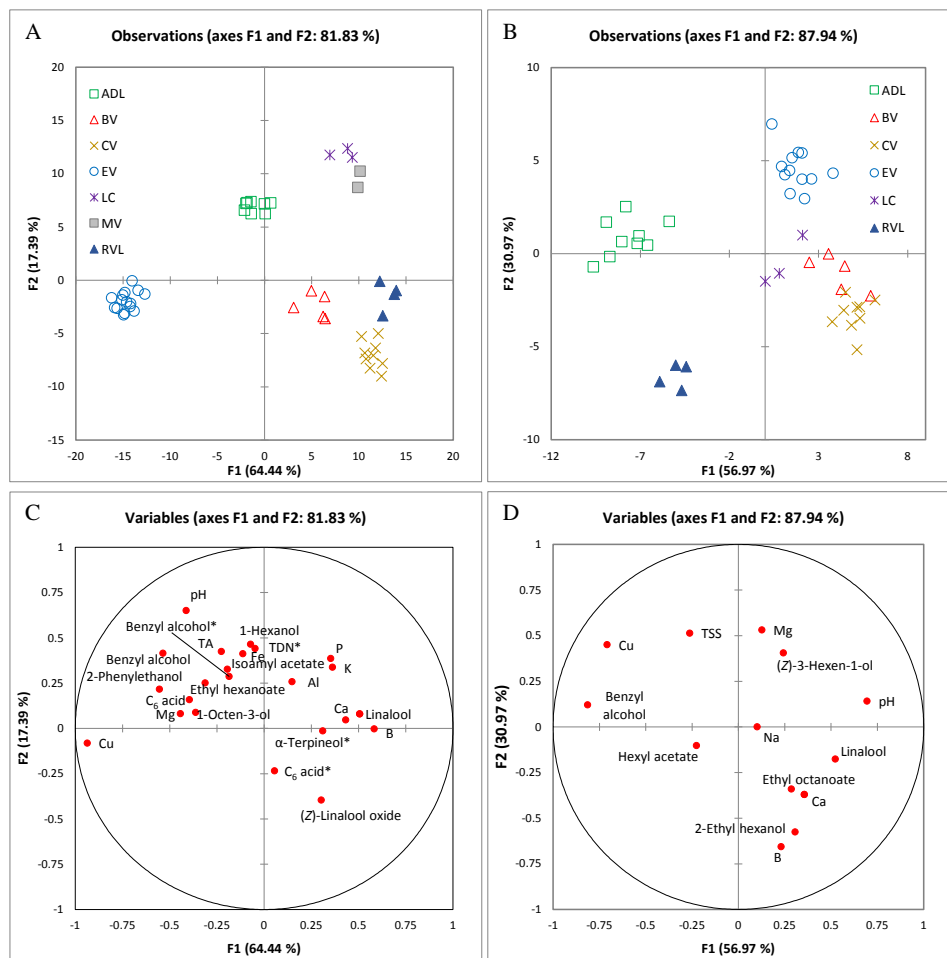 A
Observations (axes F1 and F2: 81.83 %)
20
15
10
5
0
-5
-10
-15
-20
-15
-10
-5
0
5
10
15
20
F2 (17.39 %)
F1 (64.44 %)
ADL
BV
CV
EV
LC
MV
RVL
B
Observations (axes F1 and F2: 87.94 %)
10
5
0
-5
-10
-12
-7
-2
3
8
F2 (30.97 %)
F1 (56.97 %)
ADL
BV
CV
EV
LC
RVL
C
Variables (axes F1 and F2: 81.83 %)
1
0.75
0.5
0.25
0
-0.25
-0.5
-0.75
-1
-1
-0.75
-0.5
-0.25
0
0.25
0.5
0.75
1
F2 (17.39 %)
F1 (64.44 %)
pH
Benzyl alcohol*
1-Hexanol
TA
TDN*
P
Fe
Benzyl alcohol
Isoamyl acetate
K
2-Phenylethanol
Al
Ethyl hexanoate
C6 acid
Mg
1-Octen-3-ol
Ca
Linalool
B
Cu
α-Terpineol*
C6 acid*
(Z)-Linalool oxide
D
Variables (axes F1 and F2: 87.94 %)
1
0.75
0.5
0.25
0
-0.25
-0.5
-0.75
-1
-1
-0.75
-0.5
-0.25
0
0.25
0.5
0.75
1
F2 (30.97 %)
F1 (56.97 %)
Cu
TSS
Mg
(Z)-3-Hexen-1-ol
Benzyl
alcohol
pH
Na
Hexyl acetate
Linalool
Ethyl octanoate
Ca
2-Ethyl hexanol
B